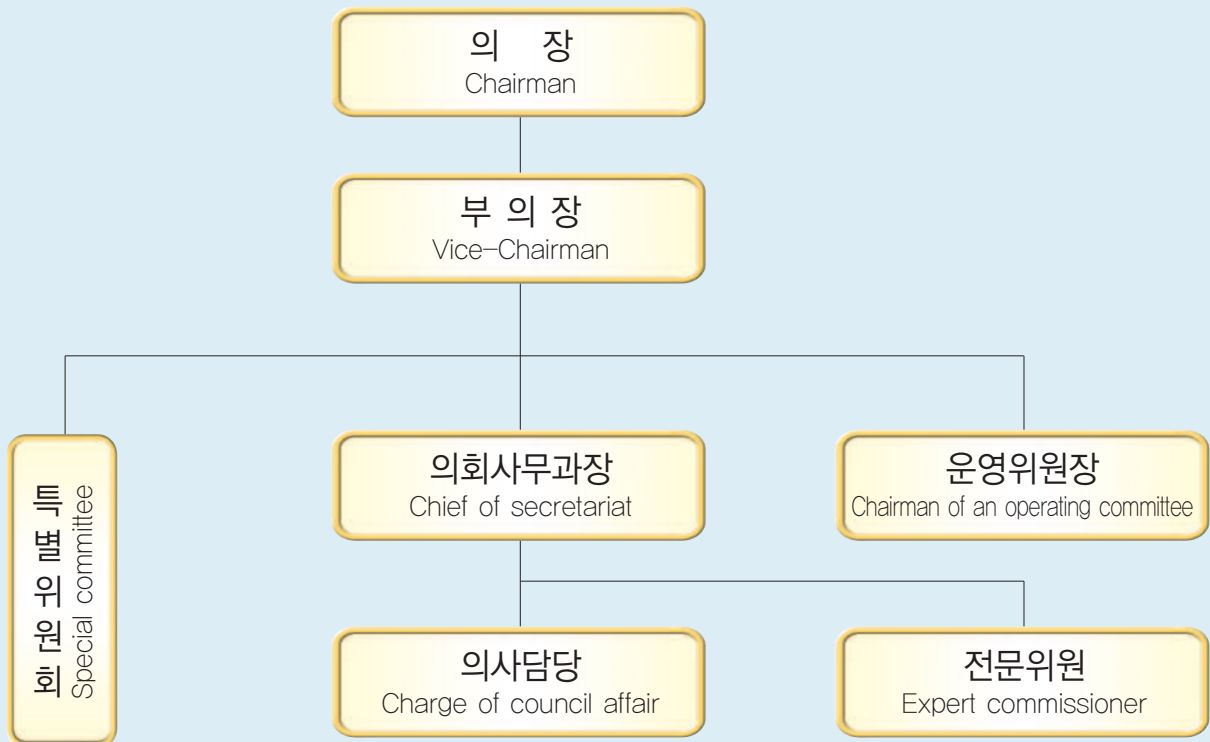 의 장
Chairman
부 의 장
Vice-Chairman
특별위원회
Special committee
의회사무과장
Chief of secretariat
운영위원장
Chairman of an operating committee
의사담당
Charge of council affair
전문위원
Expert commissioner